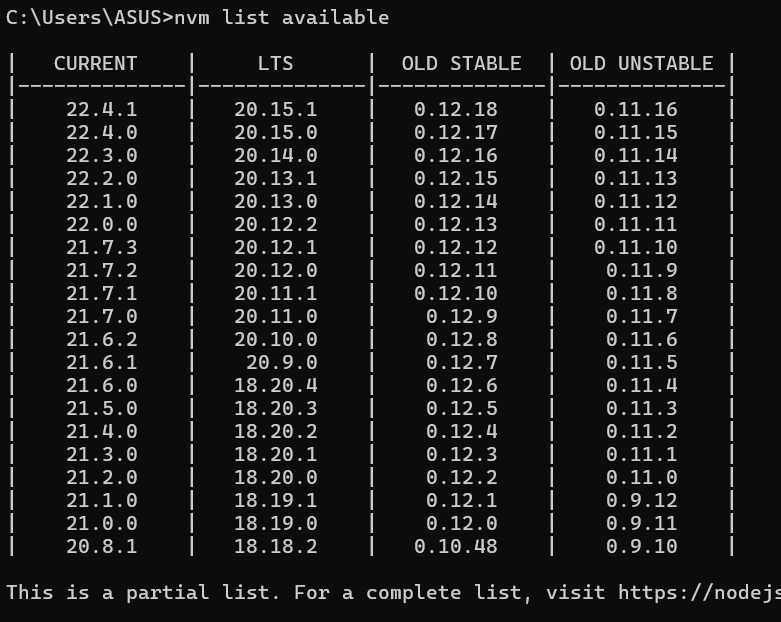 C:\Users\ASUS>nvm list available
|   CURRENT    |     LTS      |  OLD STABLE  | OLD UNSTABLE |
|--------------|--------------|--------------|--------------|
|    22.4.1    |   20.15.1    |   0.12.18    |   0.11.16    |
|    22.4.0    |   20.15.0    |   0.12.17    |   0.11.15    |
|    22.3.0    |   20.14.0    |   0.12.16    |   0.11.14    |
|    22.2.0    |   20.13.1    |   0.12.15    |   0.11.13    |
|    22.1.0    |   20.13.0    |   0.12.14    |   0.11.12    |
|    22.0.0    |   20.12.2    |   0.12.13    |   0.11.11    |
|    21.7.3    |   20.12.1    |   0.12.12    |   0.11.10    |
|    21.7.2    |   20.12.0    |   0.12.11    |    0.11.9    |
|    21.7.1    |   20.11.1    |   0.12.10    |    0.11.8    |
|    21.7.0    |   20.11.0    |    0.12.9    |    0.11.7    |
|    21.6.2    |   20.10.0    |    0.12.8    |    0.11.6    |
|    21.6.1    |    20.9.0    |    0.12.7    |    0.11.5    |
|    21.6.0    |   18.20.4    |    0.12.6    |    0.11.4    |
|    21.5.0    |   18.20.3    |    0.12.5    |    0.11.3    |
|    21.4.0    |   18.20.2    |    0.12.4    |    0.11.2    |
|    21.3.0    |   18.20.1    |    0.12.3    |    0.11.1    |
|    21.2.0    |   18.20.0    |    0.12.2    |    0.11.0    |
|    21.1.0    |   18.19.1    |    0.12.1    |    0.9.12    |
|    21.0.0    |   18.19.0    |    0.12.0    |    0.9.11    |
|    20.8.1    |   18.18.2    |   0.10.48    |    0.9.10    |
This is a partial list. For a complete list, visit https://nodejs